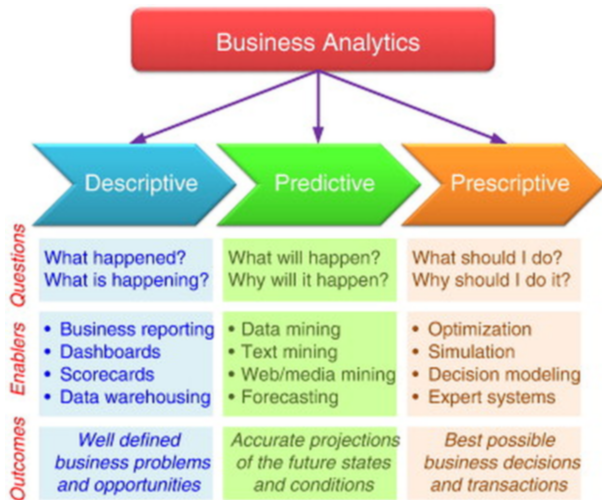 Business Analytics
Descriptive
Predictive
Prescriptive
Questions
What happened?
What is happening?
What will happen?
Why will it happen?
What should I do?
Why should I do it?
Enablers
• Business reporting
• Dashboards
• Scorecards
• Data warehousing
• Data mining
• Text mining
• Web/media mining
• Forecasting
• Optimization
• Simulation
• Decision modeling
• Expert systems
Outcomes
Well defined
business problems
and opportunities
Accurate projections
of the future states
and conditions
Best possible
business decisions
and transactions